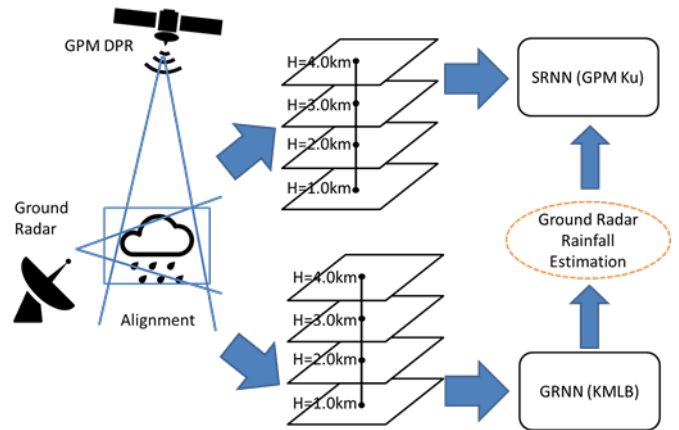 GPM DPR
H=4.0km
H=3.0km
H=2.0km
H=1.0km
SRNN (GPM Ku)
Ground
Radar
Alignment
Ground Radar
Rainfall
Estimation
H=4.0km
H=3.0km
H=2.0km
H=1.0km
GRNN (KMLB)